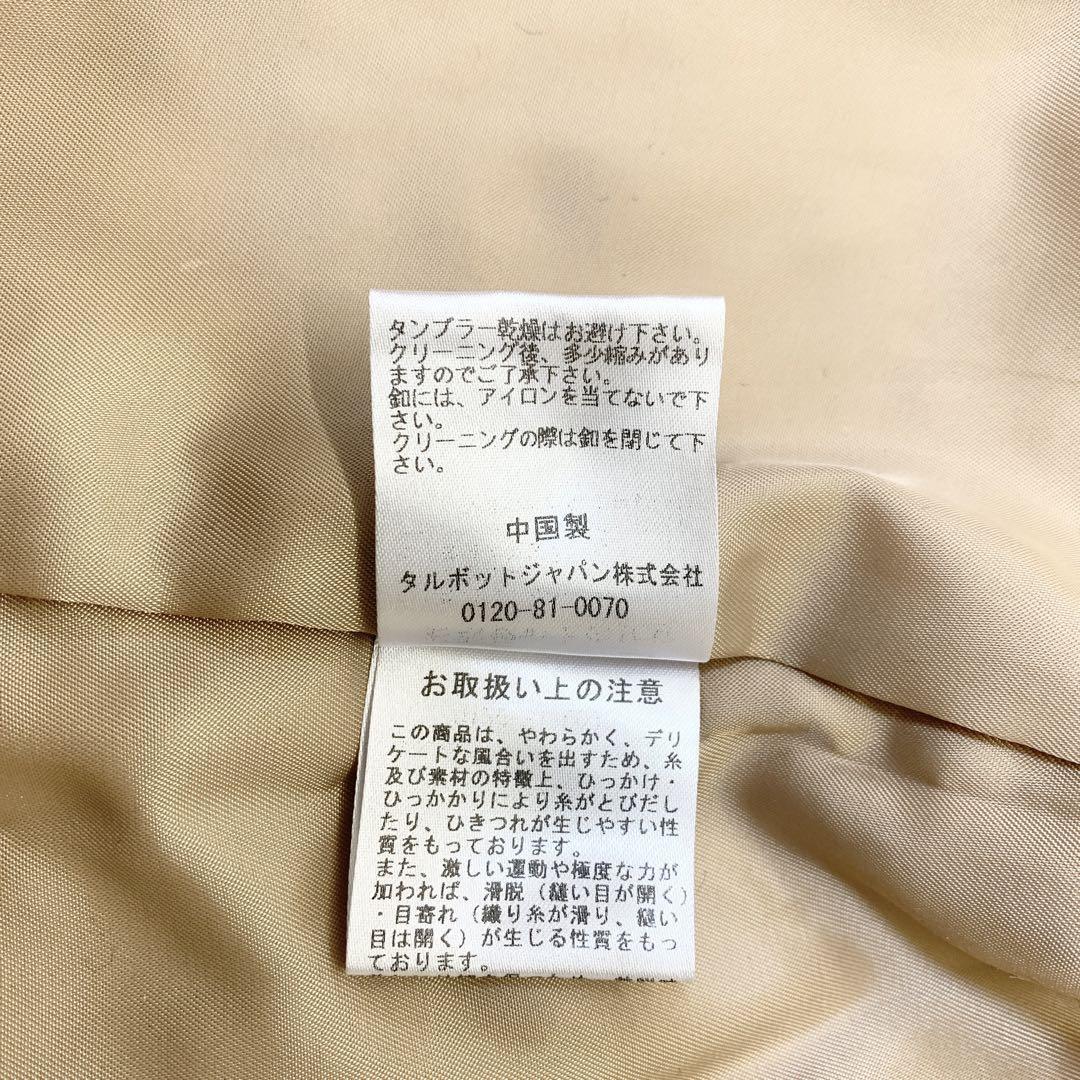 タンブラー乾燥はお避け下さい。
クリーニング後、多少縮みがあり
ますのでご了承下さい。
釦には、アイロンを当てないで下
さい。
クリーニングの際は釦を閉じて下
さい。
中国製
タルボットジャパン株式会社
0120-81-0070
お取扱い上の注意
この商品は、やわらかく、デリ
ケートな風合いを出すため、糸
及び素材の特徴上、ひっかけ・
ひっかかりにより糸がとびだし
たり、ひきつれが生じやすい性
質をもっております。
また、激しい運動や極度な力が
加われば、滑脱（縫い目が開く）
・目寄れ（織り糸が滑り、縫い
目は開く）が生じる性質をもっ
ております。